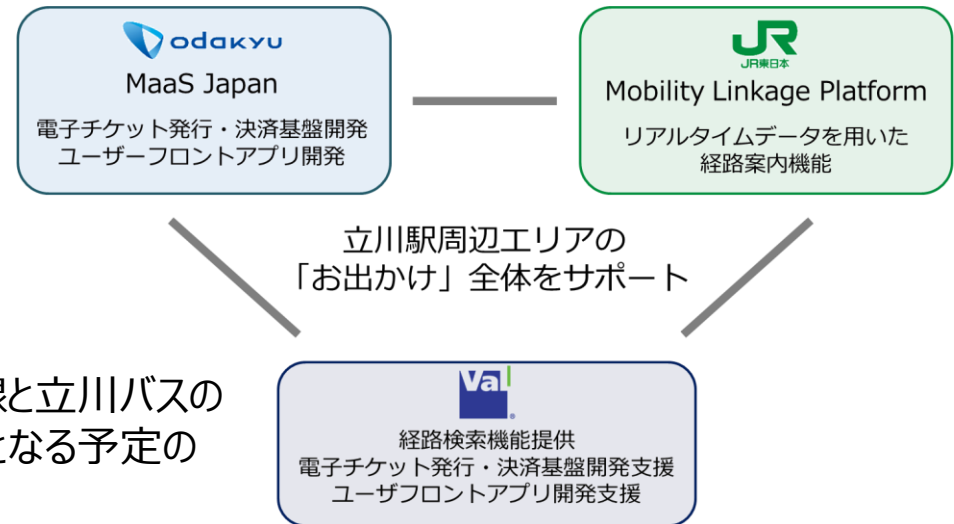 odakyu
MaaS Japan
電子チケット発行・決済基盤開発
ユーザーフロントアプリ開発
JR
JR東日本
Mobility Linkage Platform
リアルタイムデータを用いた
経路案内機能
立川駅周辺エリアの
「お出かけ」全体をサポート
と立川バスの
となる予定の
Val
経路検索機能提供
電子チケット発行・決済基盤開発支援
ユーザフロントアプリ開発支援